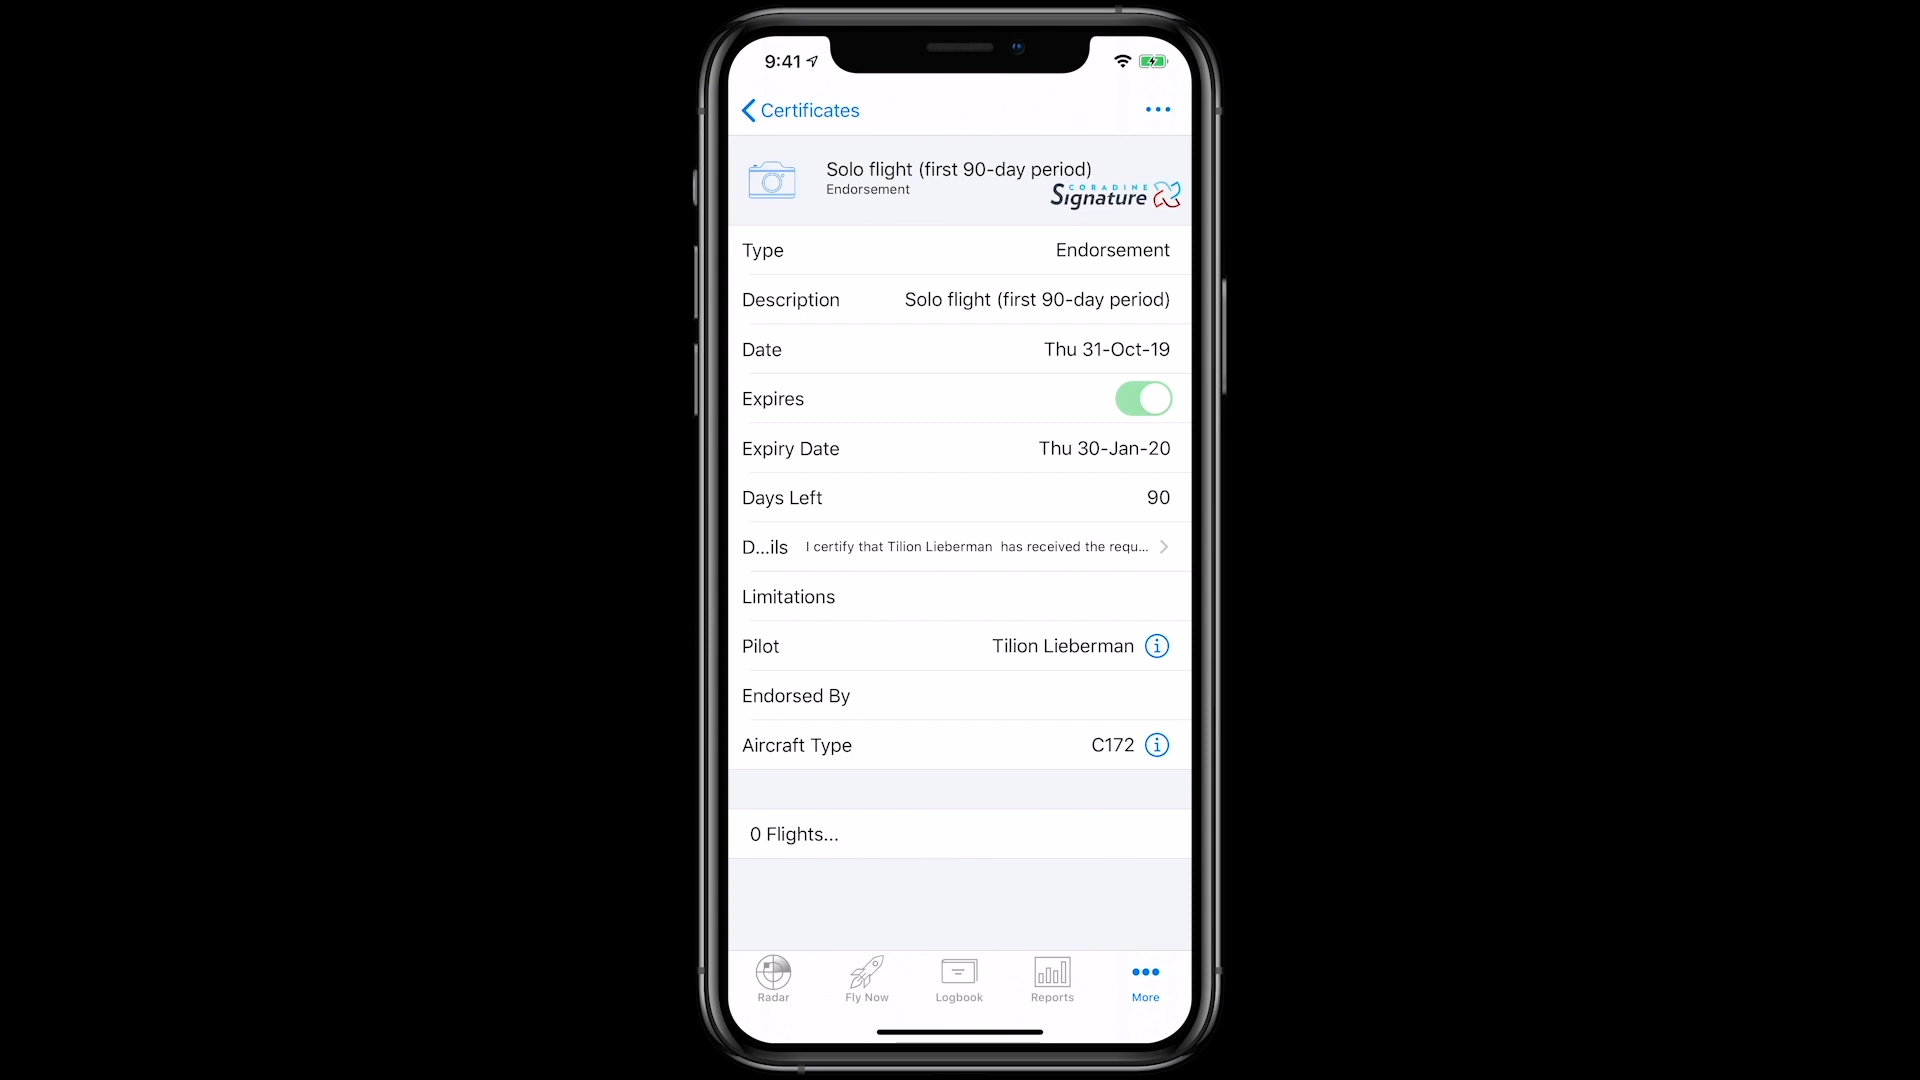 9:41
Certificates
Solo flight (first 90-day period)
Endorsement
CORADINE
Signature
Type Endorsement
Description Solo flight (first 90-day period)
Date Thu 31-Oct-19
Expires
Expiry Date Thu 30-Jan-20
Days Left 90
D...ils I certify that Tilion Lieberman has received the requ...
Limitations
Pilot Tilion Lieberman
Endorsed By
Aircraft Type C172
0 Flights...
Radar Fly Now Logbook Reports More